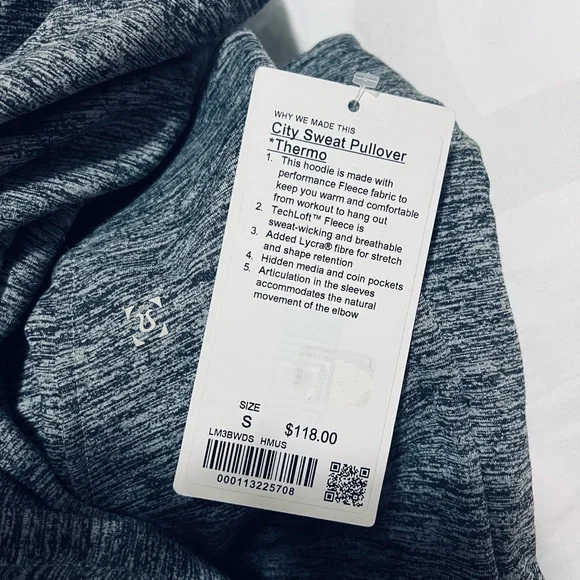 WHY WE MADE THIS
City Sweat Pullover
*Thermo
1. This hoodie is made with
performance Fleece fabric to
keep you warm and comfortable
from workout to hang out
2. TechLoft™ Fleece is
sweat-wicking and breathable
3. Added Lycra® fibre for stretch
and shape retention
4. Hidden media and coin pockets
5. Articulation in the sleeves
accommodates the natural
movement of the elbow
SIZE
S $118.00
LM3BWDS HMUS
000113225708